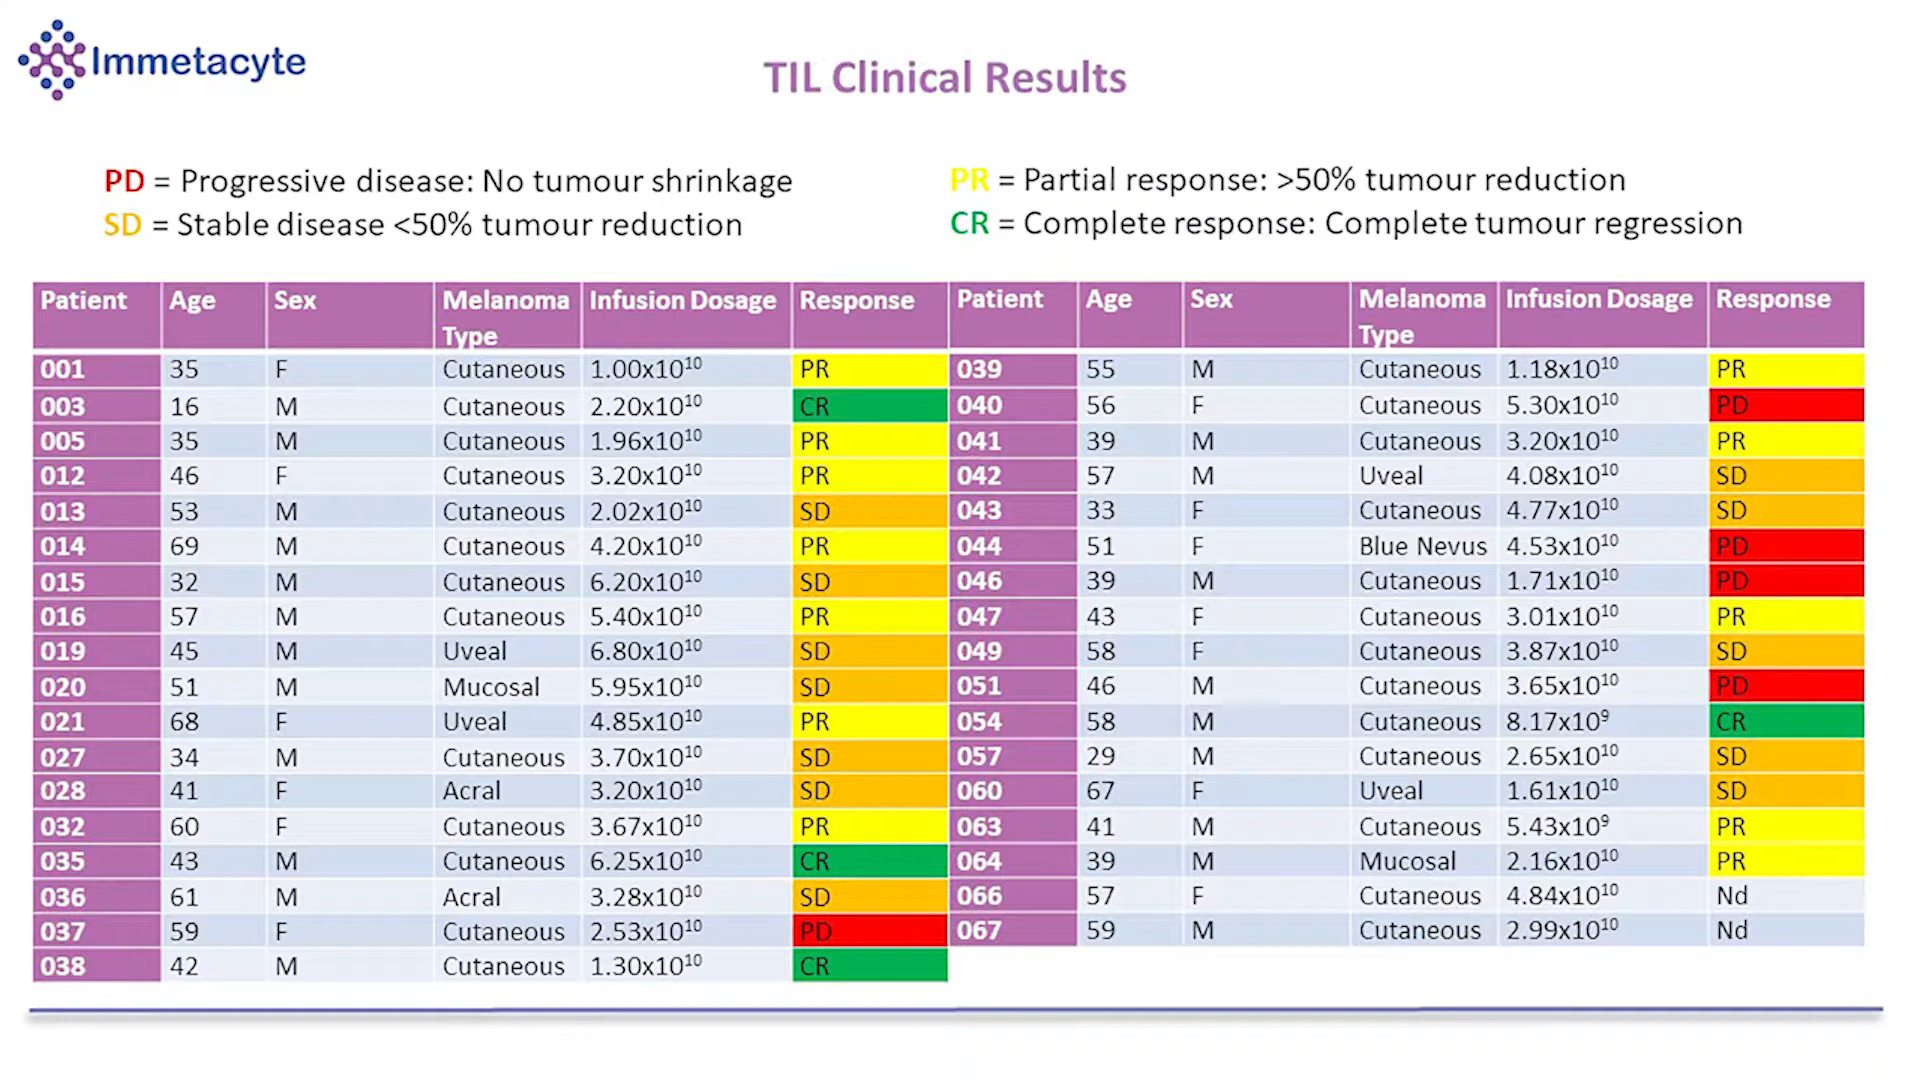 Immetacyte
TIL Clinical Results
PD = Progressive disease: No tumour shrinkage
SD = Stable disease <50% tumour reduction
PR = Partial response: >50% tumour reduction
CR = Complete response: Complete tumour regression
Patient Age Sex Melanoma Type Infusion Dosage Response
001 35 F Cutaneous 1.00x10¹⁰ PR
003 16 M Cutaneous 2.20x10¹⁰ CR
005 35 M Cutaneous 1.96x10¹⁰ PR
012 46 F Cutaneous 3.20x10¹⁰ PR
013 53 M Cutaneous 2.02x10¹⁰ SD
014 69 M Cutaneous 4.20x10¹⁰ PR
015 32 M Cutaneous 6.20x10¹⁰ SD
016 57 M Cutaneous 5.40x10¹⁰ PR
019 45 M Uveal 6.80x10¹⁰ SD
020 51 M Mucosal 5.95x10¹⁰ SD
021 68 F Uveal 4.85x10¹⁰ PR
027 34 M Cutaneous 3.70x10¹⁰ SD
028 41 F Acral 3.20x10¹⁰ SD
032 60 F Cutaneous 3.67x10¹⁰ PR
035 43 M Cutaneous 6.25x10¹⁰ CR
036 61 M Acral 3.28x10¹⁰ SD
037 59 F Cutaneous 2.53x10¹⁰ PD
038 42 M Cutaneous 1.30x10¹⁰ CR
Patient Age Sex Melanoma Type Infusion Dosage Response
039 55 M Cutaneous 1.18x10¹⁰ PR
040 56 F Cutaneous 5.30x10¹⁰ PD
041 39 M Cutaneous 3.20x10¹⁰ PR
042 57 M Uveal 4.08x10¹⁰ SD
043 33 F Cutaneous 4.77x10¹⁰ SD
044 51 F Blue Nevus 4.53x10¹⁰ PD
046 39 M Cutaneous 1.71x10¹⁰ PD
047 43 F Cutaneous 3.01x10¹⁰ PR
049 58 F Cutaneous 3.87x10¹⁰ SD
051 46 M Cutaneous 3.65x10¹⁰ PD
054 58 M Cutaneous 8.17x10⁹ CR
057 29 M Cutaneous 2.65x10¹⁰ SD
060 67 F Uveal 1.61x10¹⁰ SD
063 41 M Cutaneous 5.43x10⁹ PR
064 39 M Mucosal 2.16x10¹⁰ PR
066 57 F Cutaneous 4.84x10¹⁰ Nd
067 59 M Cutaneous 2.99x10¹⁰ Nd